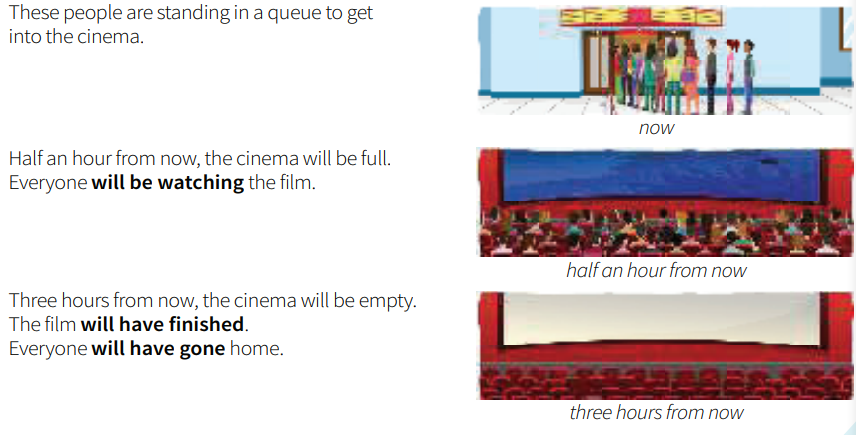 These people are standing in a queue to get
into the cinema.
now
Half an hour from now, the cinema will be full.
Everyone will be watching the film.
half an hour from now
Three hours from now, the cinema will be empty.
The film will have finished.
Everyone will have gone home.
three hours from now